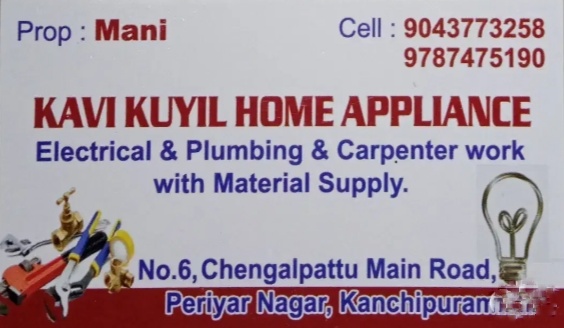 Prop : Mani
Cell : 9043773258
9787475190
KAVI KUYIL HOME APPLIANCE
Electrical & Plumbing & Carpenter work
with Material Supply.
No.6, Chengalpattu Main Road,
Periyar Nagar, Kanchipuram